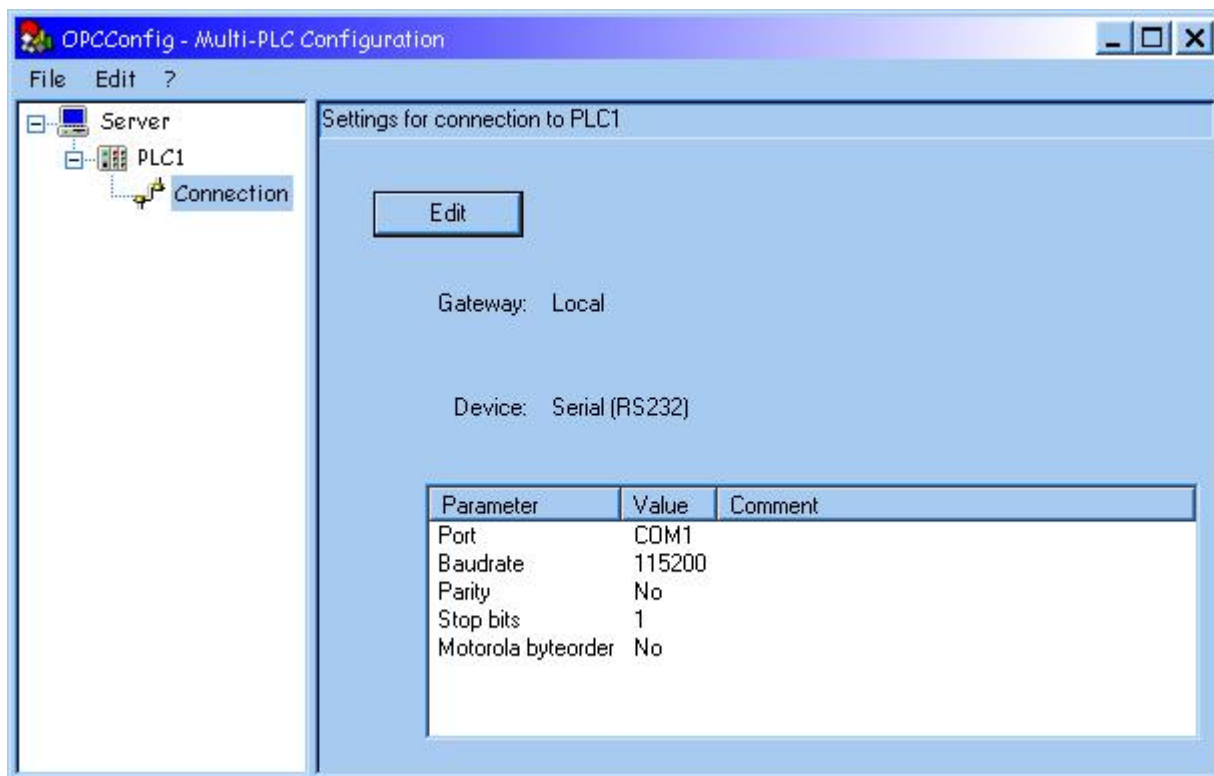 OPCConfig - Multi-PLC Configuration
File Edit ?
Server
PLC1
Connection
Settings for connection to PLC1
Edit
Gateway: Local
Device: Serial (RS232)
Parameter Value Comment
Port COM1
Baudrate 115200
Parity No
Stop bits 1
Motorola byteorder No